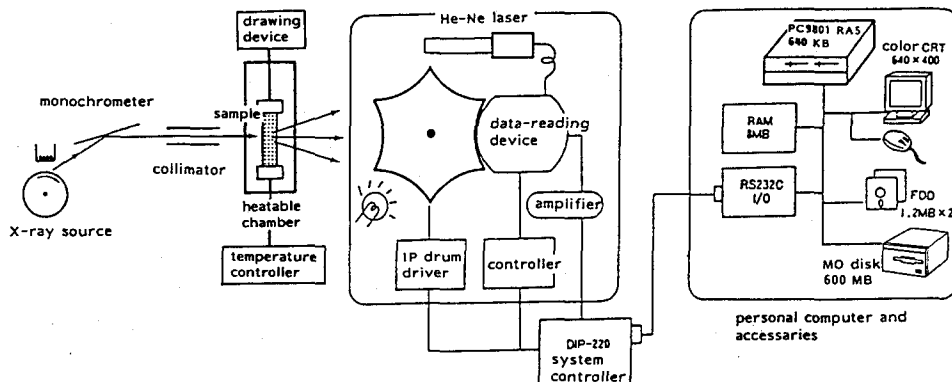 drawing
device
He-Ne laser
PC9801 RAS
640 KB
color CRT
640×400
monochrometer
sample
data-reading
device
RAM
8MB
collimator
RS232C
I/O
FDD
1.2MB×2
heatable
chamber
amplifier
X-ray source
temperature
controller
IP drum
driver
controller
MO disk
600 MB
DIP-220
system
controller
personal computer and
accessaries